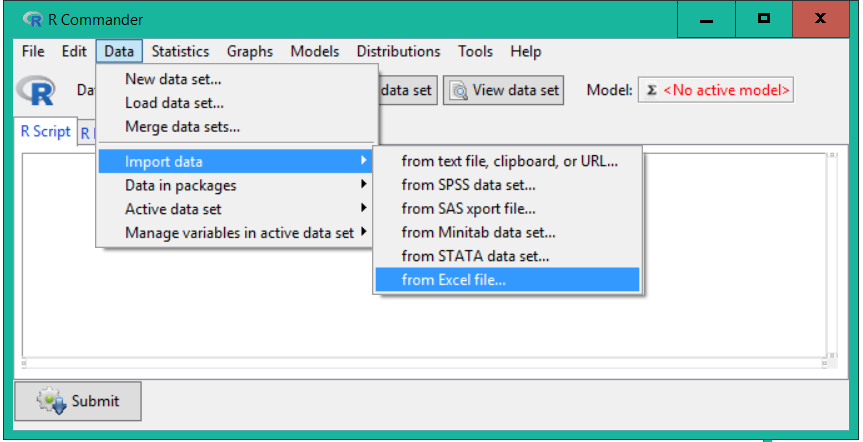 R Commander
File Edit Data Statistics Graphs Models Distributions Tools Help
R data set View data set Model: Σ <No active model>
New data set...
Load data set...
Merge data sets...
R Script R
Import data
Data in packages
Active data set
Manage variables in active data set
from text file, clipboard, or URL...
from SPSS data set...
from SAS xport file...
from Minitab data set...
from STATA data set...
from Excel file...
Submit